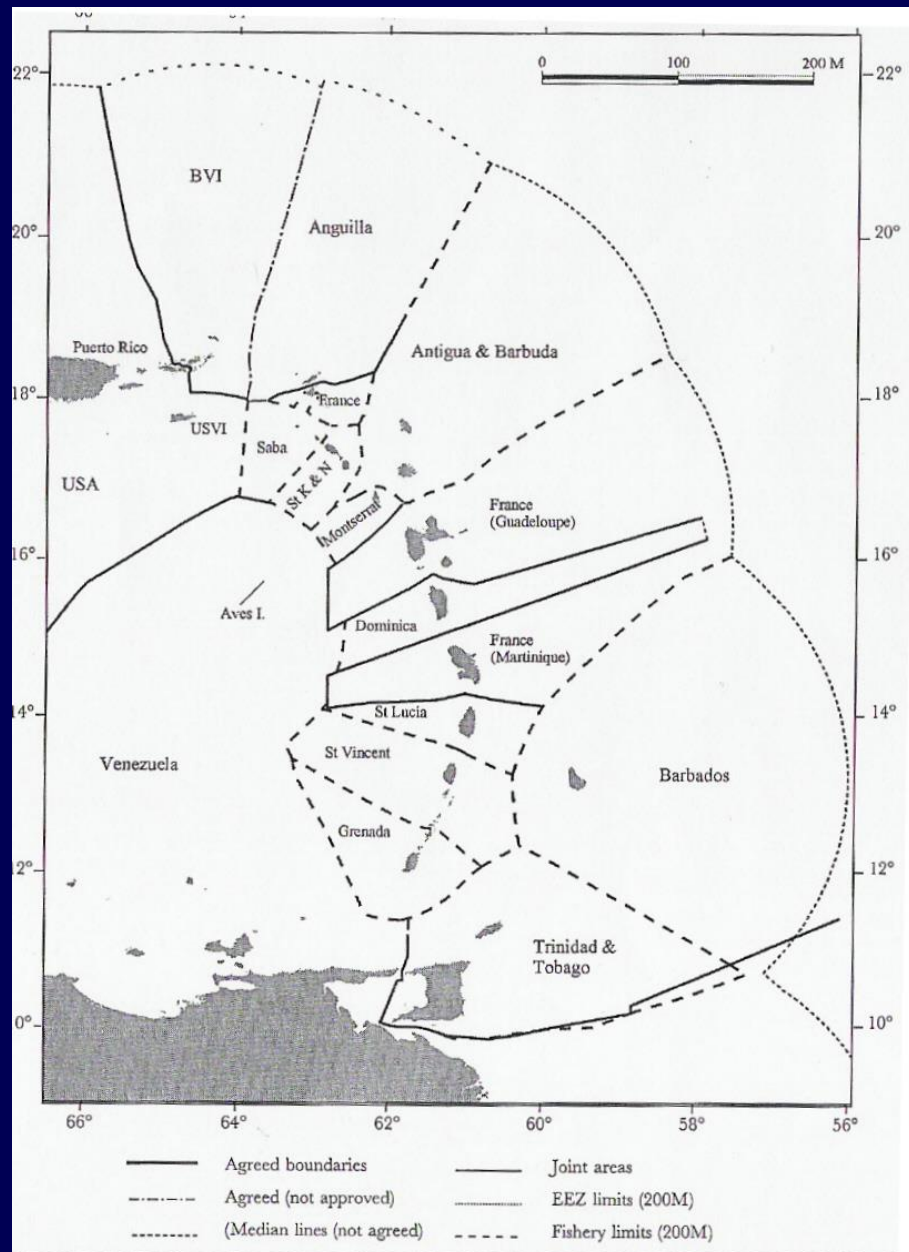 0 100 200 M
22° 22°
BVI
Anguilla
20° 20°
Puerto Rico
Antigua & Barbuda
18° France 18°
USVI
Saba
USA
St K & N
Montserrat
France
(Guadeloupe)
16° 16°
Aves I.
Dominica
France
(Martinique)
14° St Lucia 14°
St Vincent
Venezuela
Barbados
Grenada
12° 12°
Trinidad &
Tobago
0° 10°
66° 64° 62° 60° 58° 56°
Agreed boundaries Joint areas
Agreed (not approved) EEZ limits (200M)
(Median lines (not agreed) Fishery limits (200M)